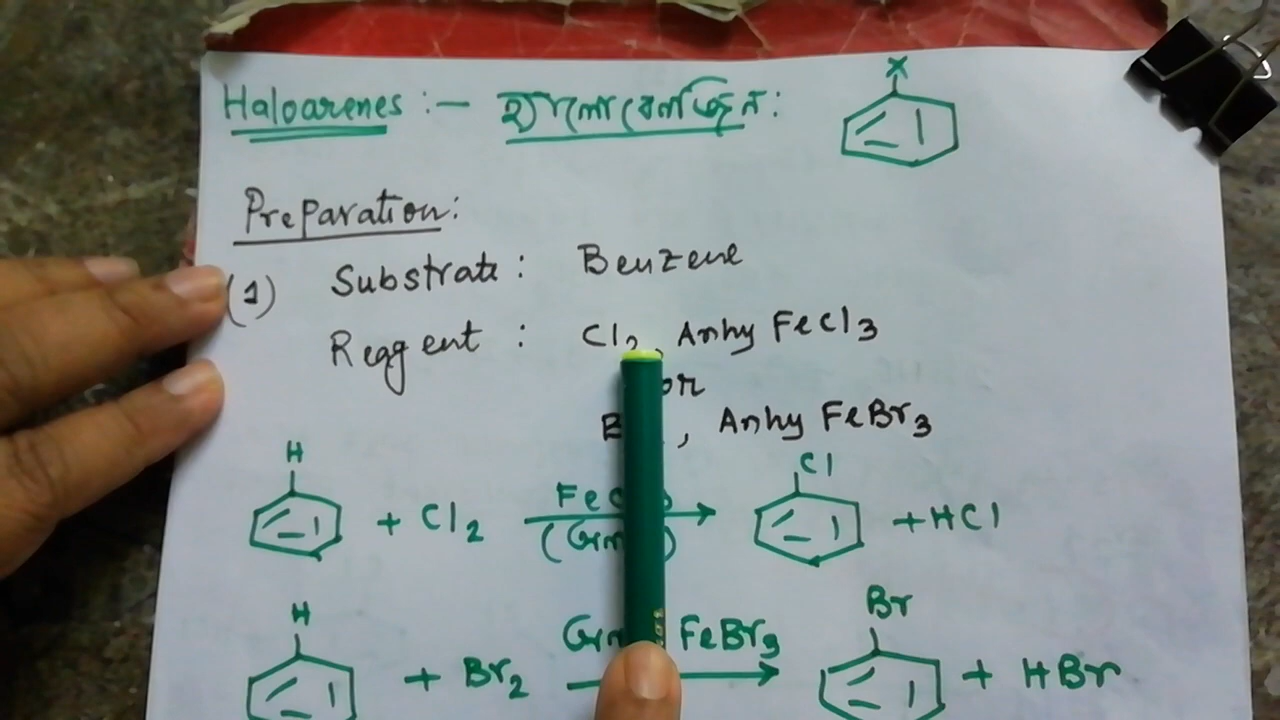 Haloarenes :— হ্যালোবেনজিন : X
Preparation:
(1) Substrate : Benzene
Reagent : Cl2, Anhy FeCl3
or
, Anhy FeBr3
H Cl
+ Cl2 → + HCl
H Br
+ Br2 FeBr3 → + HBr